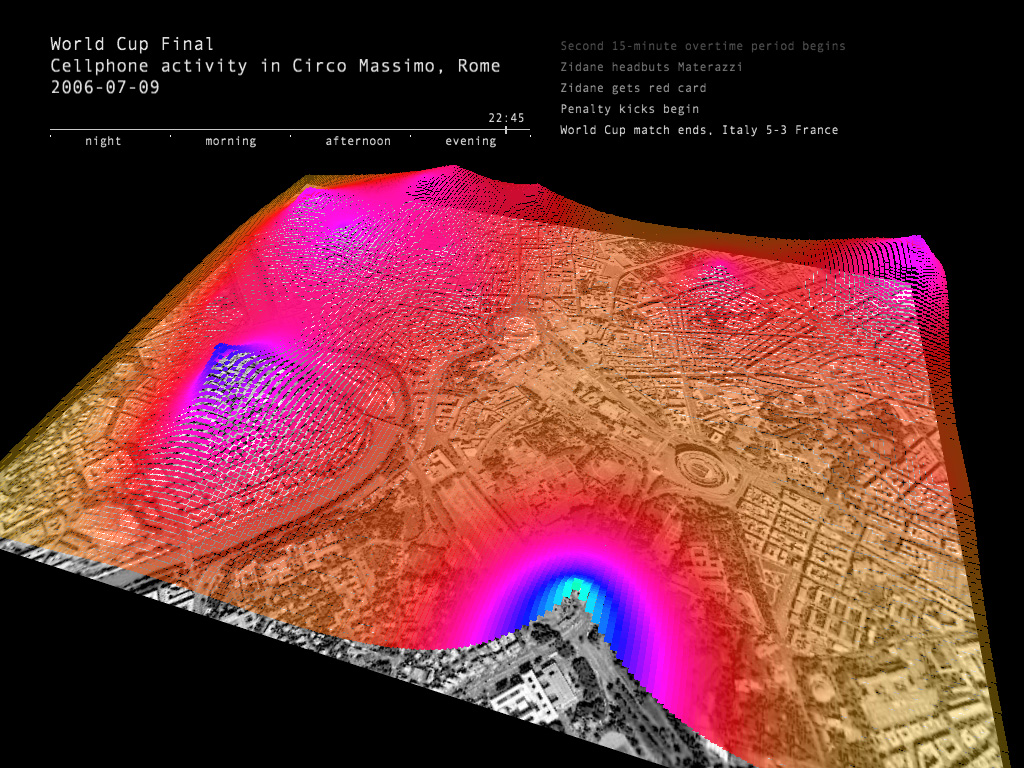 World Cup Final
Cellphone activity in Circo Massimo, Rome
2006-07-09
22:45
night morning afternoon evening
Second 15-minute overtime period begins
Zidane headbuts Materazzi
Zidane gets red card
Penalty kicks begin
World Cup match ends, Italy 5-3 France